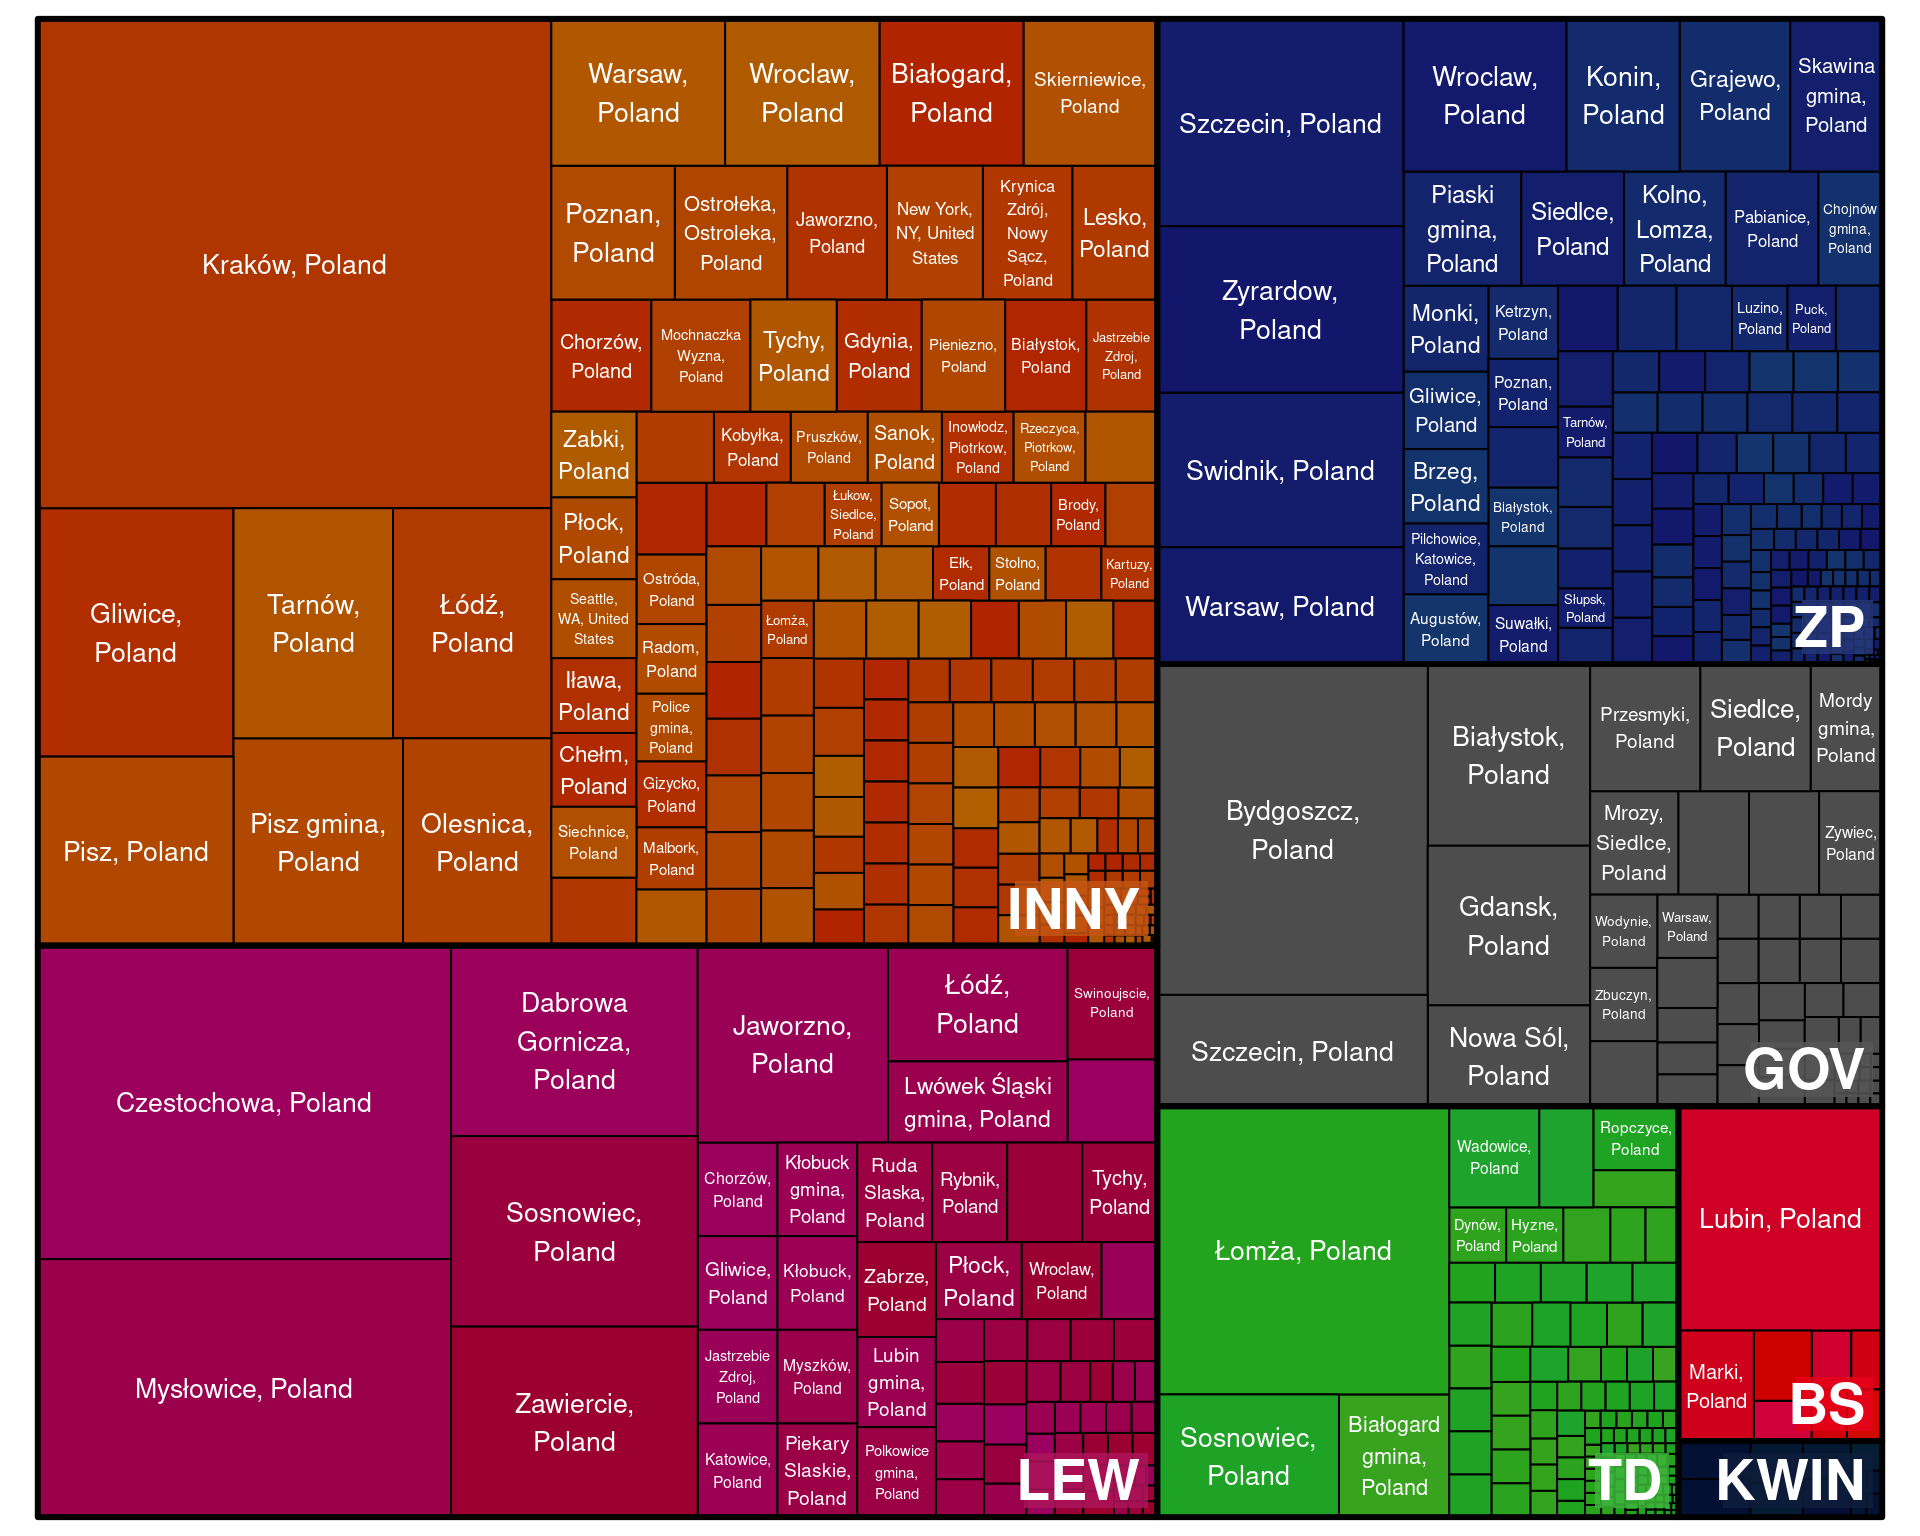 Kraków, Poland
Warsaw,
Poland
Wroclaw,
Poland
Białogard,
Poland
Skierniewice,
Poland
Poznan,
Poland
Ostrołeka,
Ostroleka,
Poland
Jaworzno,
Poland
New York,
NY, United
States
Krynica
Zdrój,
Nowy
Sącz,
Poland
Lesko,
Poland
Chorzów,
Poland
Mochnaczka
Wyzna,
Poland
Tychy,
Poland
Gdynia,
Poland
Pieniezno,
Poland
Białystok,
Poland
Jastrzebie
Zdroj,
Poland
Zabki,
Poland
Kobyłka,
Poland
Pruszków,
Poland
Sanok,
Poland
Inowłodz,
Piotrkow,
Poland
Rzeczyca,
Piotrkow,
Poland
Płock,
Poland
Łukow,
Siedlce,
Poland
Sopot,
Poland
Brody,
Poland
Ełk,
Poland
Stolno,
Poland
Kartuzy,
Poland
Seattle,
WA, United
States
Ostróda,
Poland
Łomża,
Poland
Radom,
Poland
Iława,
Poland
Police
gmina,
Poland
Chełm,
Poland
Gizycko,
Poland
Siechnice,
Poland
Malbork,
Poland
Gliwice,
Poland
Tarnów,
Poland
Łódź,
Poland
Pisz, Poland
Pisz gmina,
Poland
Olesnica,
Poland
INNY
Szczecin, Poland
Wroclaw,
Poland
Konin,
Poland
Grajewo,
Poland
Skawina
gmina,
Poland
Piaski
gmina,
Poland
Siedlce,
Poland
Kolno,
Lomza,
Poland
Pabianice,
Poland
Chojnów
gmina,
Poland
Zyrardow,
Poland
Monki,
Poland
Ketrzyn,
Poland
Luzino,
Poland
Puck,
Poland
Gliwice,
Poland
Poznan,
Poland
Tarnów,
Poland
Swidnik, Poland
Brzeg,
Poland
Białystok,
Poland
Pilchowice,
Katowice,
Poland
Warsaw, Poland
Augustów,
Poland
Suwałki,
Poland
Słupsk,
Poland
ZP
Bydgoszcz,
Poland
Białystok,
Poland
Przesmyki,
Poland
Siedlce,
Poland
Mordy
gmina,
Poland
Mrozy,
Siedlce,
Poland
Zywiec,
Poland
Gdansk,
Poland
Wodynie,
Poland
Warsaw,
Poland
Zbuczyn,
Poland
Szczecin, Poland
Nowa Sól,
Poland
GOV
Czestochowa, Poland
Dabrowa
Gornicza,
Poland
Jaworzno,
Poland
Łódź,
Poland
Swinoujscie,
Poland
Lwówek Śląski
gmina, Poland
Sosnowiec,
Poland
Chorzów,
Poland
Kłobuck
gmina,
Poland
Ruda
Slaska,
Poland
Rybnik,
Poland
Tychy,
Poland
Gliwice,
Poland
Kłobuck,
Poland
Zabrze,
Poland
Płock,
Poland
Wroclaw,
Poland
Mysłowice, Poland
Zawiercie,
Poland
Jastrzebie
Zdroj,
Poland
Myszków,
Poland
Lubin
gmina,
Poland
Katowice,
Poland
Piekary
Slaskie,
Poland
Polkowice
gmina,
Poland
LEW
Łomża, Poland
Wadowice,
Poland
Ropczyce,
Poland
Dynów,
Poland
Hyzne,
Poland
Sosnowiec,
Poland
Białogard
gmina,
Poland
TD
Lubin, Poland
Marki,
Poland
BS
KWIN